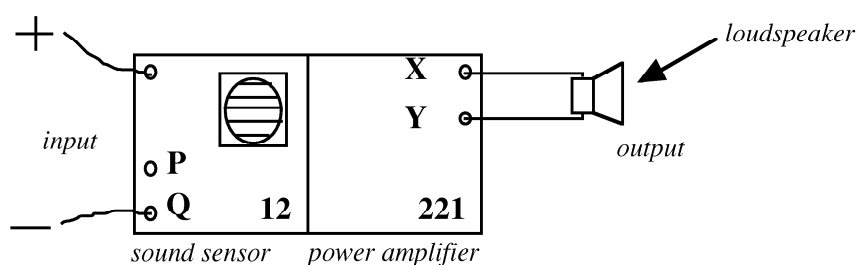 +
loudspeaker
X
Y
input
output
P
Q
12
221
—
sound sensor
power amplifier